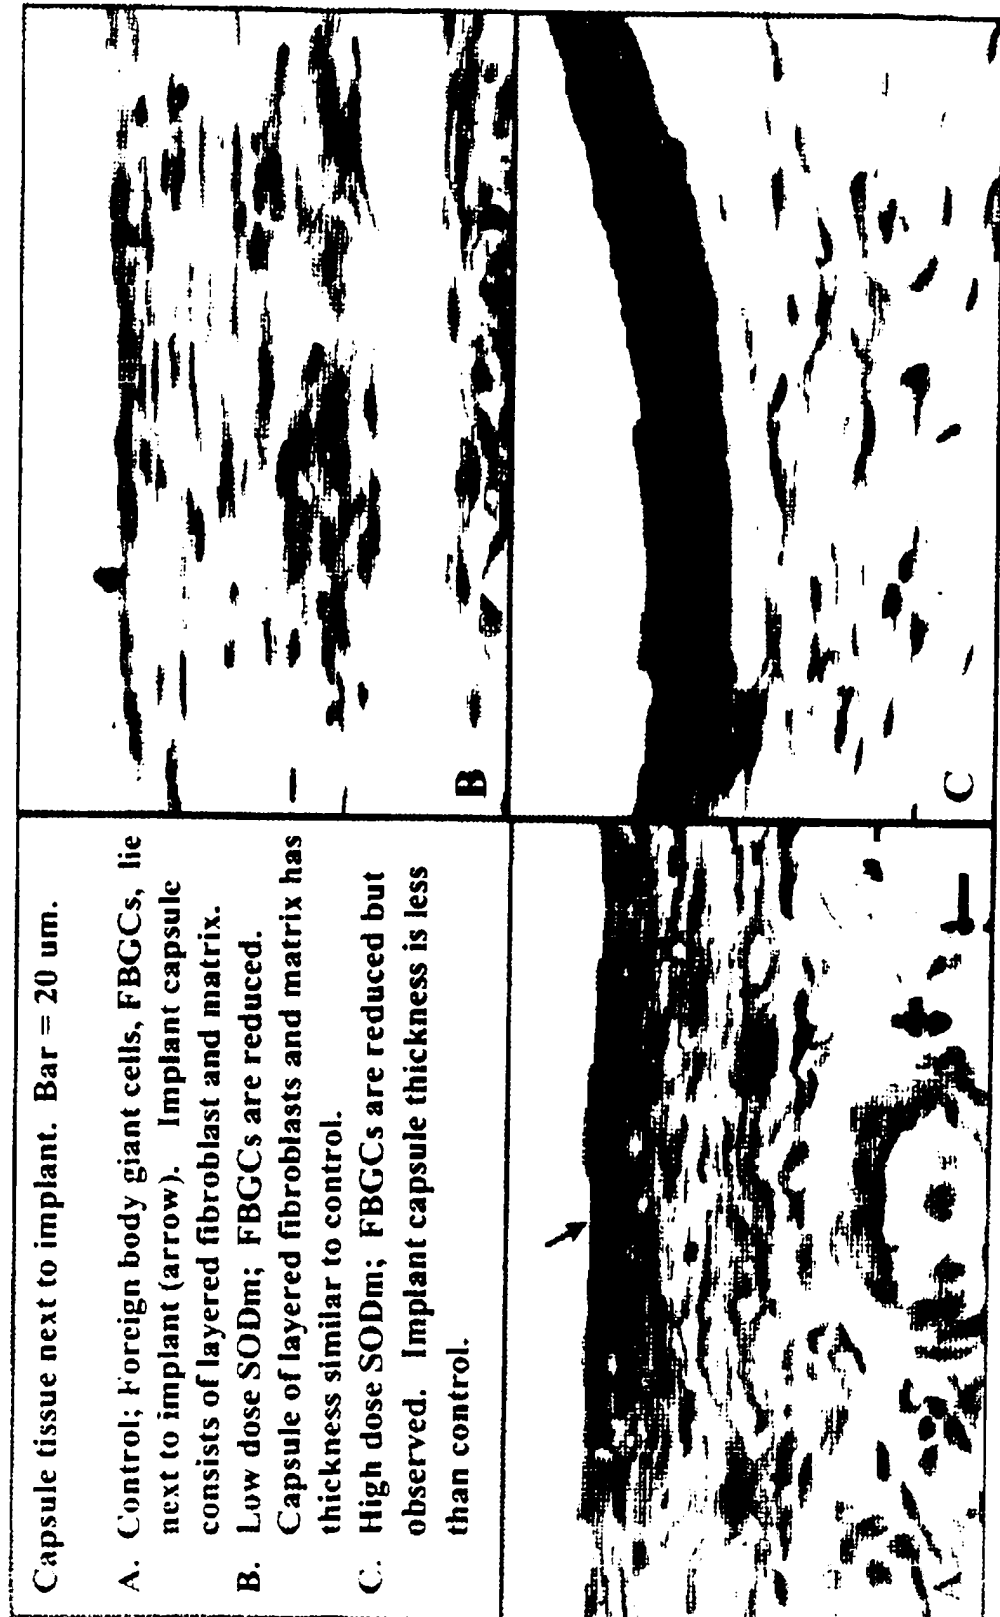 Capsule tissue next to implant. Bar = 20 um.
A. Control; Foreign body giant cells, FBGCs, lie
next to implant (arrow). Implant capsule
consists of layered fibroblast and matrix.
B. Low dose SODm; FBGCs are reduced.
Capsule of layered fibroblasts and matrix has
thickness similar to control.
C. High dose SODm; FBGCs are reduced but
observed. Implant capsule thickness is less
than control.
B
A
C